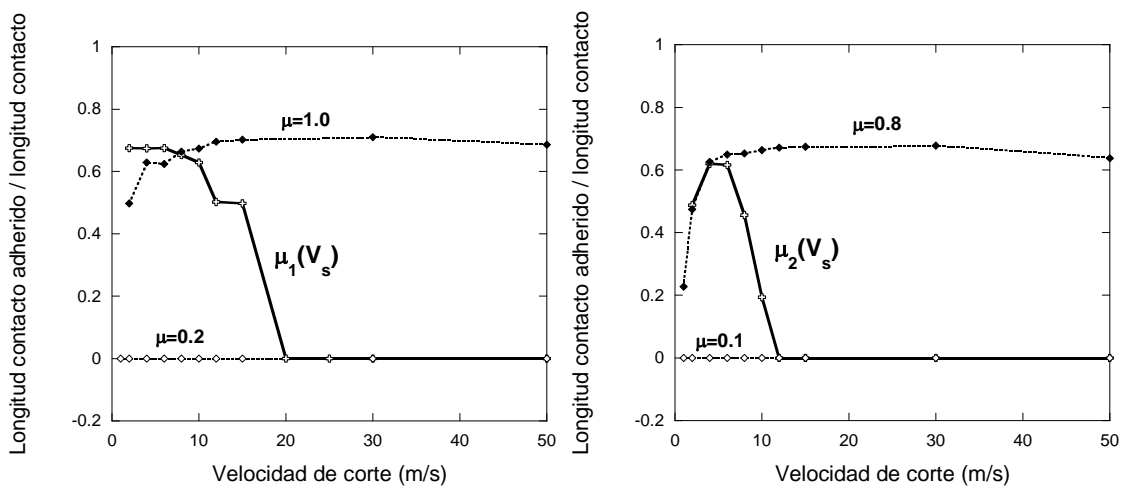 Longitud contacto adherido / longitud contacto
1
0.8
0.6
0.4
0.2
0
-0.2
0 10 20 30 40 50
Velocidad de corte (m/s)
μ=1.0
μ₁(Vₛ)
μ=0.2
Longitud contacto adherido / longitud contacto
1
0.8
0.6
0.4
0.2
0
-0.2
0 10 20 30 40 50
Velocidad de corte (m/s)
μ=0.8
μ₂(Vₛ)
μ=0.1